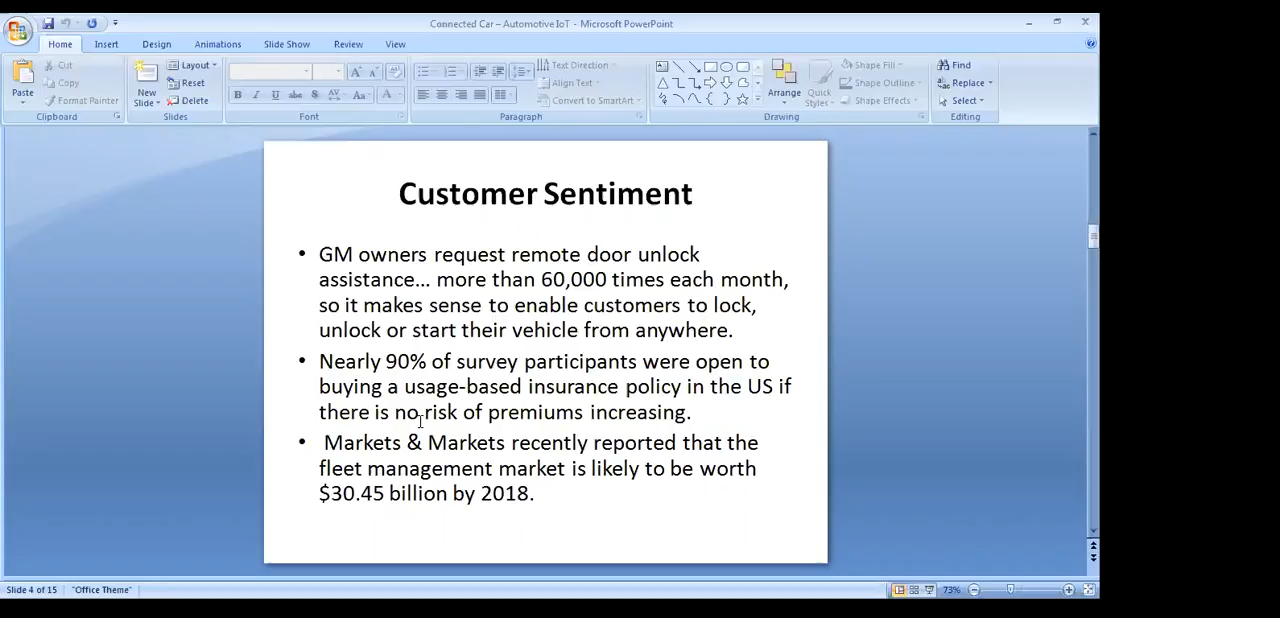 Connected Car – Automotive IoT - Microsoft PowerPoint
Home Insert Design Animations Slide Show Review View
Cut
Copy
Format Painter
Paste
Clipboard
New
Slide
Layout
Reset
Delete
Slides
B I U abc S AV Aa A
Font
Text Direction
Align Text
Convert to SmartArt
Paragraph
Arrange
Quick
Styles
Shape Fill
Shape Outline
Shape Effects
Drawing
Find
Replace
Select
Editing
Customer Sentiment
• GM owners request remote door unlock
assistance... more than 60,000 times each month,
so it makes sense to enable customers to lock,
unlock or start their vehicle from anywhere.
• Nearly 90% of survey participants were open to
buying a usage-based insurance policy in the US if
there is no risk of premiums increasing.
• Markets & Markets recently reported that the
fleet management market is likely to be worth
$30.45 billion by 2018.
Slide 4 of 15 "Office Theme" 73%